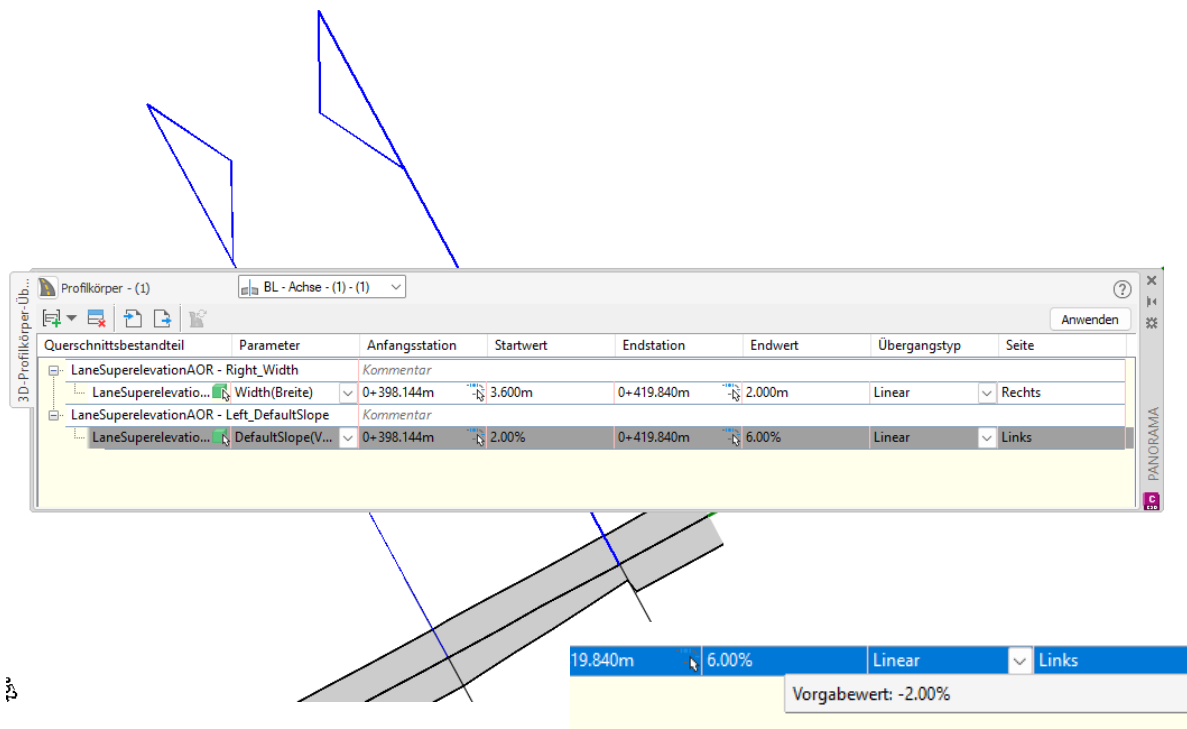 Profilkörper - (1) BL - Achse - (1) - (1)
3D-Profilkörper-Üb...
Anwenden
Querschnittsbestandteil Parameter Anfangsstation Startwert Endstation Endwert Übergangstyp Seite
LaneSuperelevationAOR - Right_Width Kommentar
LaneSuperelevatio... Width(Breite) 0+398.144m 3.600m 0+419.840m 2.000m Linear Rechts
LaneSuperelevationAOR - Left_DefaultSlope Kommentar
LaneSuperelevatio... DefaultSlope(V... 0+398.144m 2.00% 0+419.840m 6.00% Linear Links
PANORAMA
C
C3D
19.840m 6.00% Linear Links
Vorgabewert: -2.00%